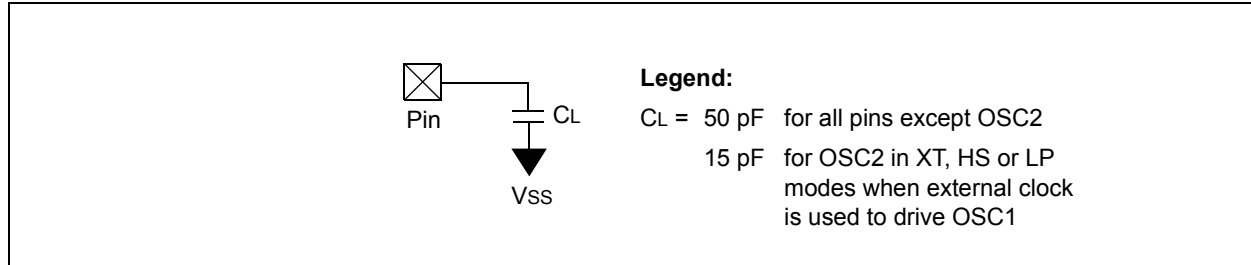 Pin
CL
VSS
Legend:
CL = 50 pF for all pins except OSC2
15 pF for OSC2 in XT, HS or LP
modes when external clock
is used to drive OSC1